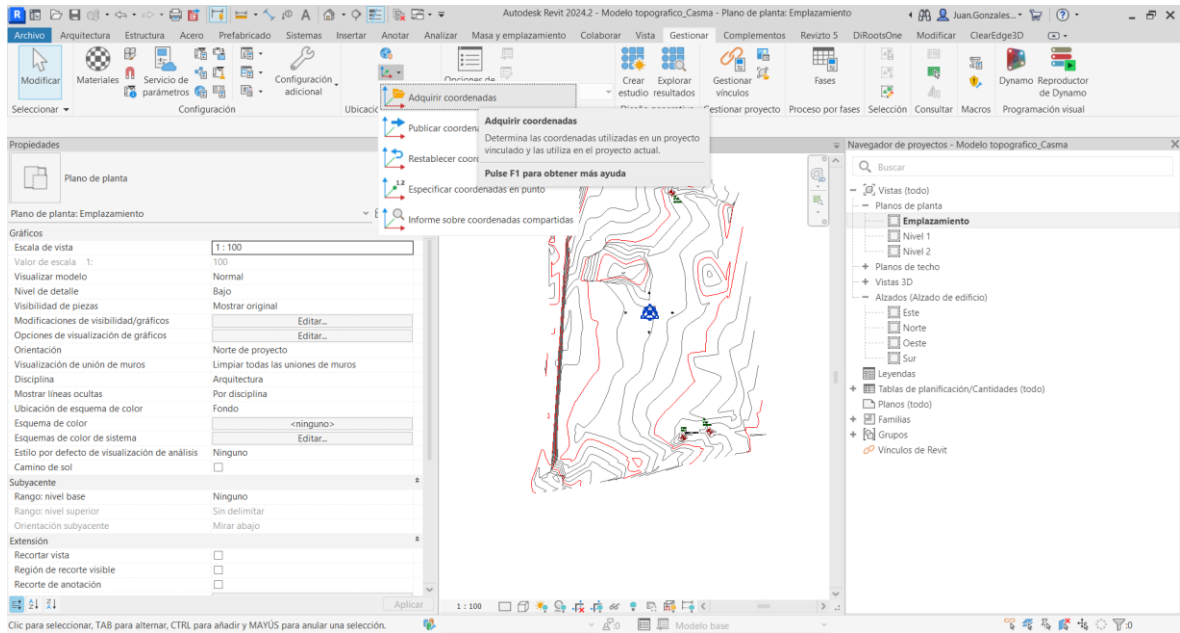 Autodesk Revit 2024.2 - Modelo topografico_Casma - Plano de planta: Emplazamiento
Juan.Gonzales...
Archivo Arquitectura Estructura Acero Prefabricado Sistemas Insertar Anotar Analizar Masa y emplazamiento Colaborar Vista Gestionar Complementos Revizto 5 DiRootsOne Modificar ClearEdge3D
Modificar
Materiales
Servicio de
parámetros
Configuración
adicional
Opciones de
Crear
estudio
Explorar
resultados
Gestionar
vínculos
Fases
Dynamo
Reproductor
de Dynamo
Seleccionar
Configuración
Gestionar proyecto
Proceso por fases
Selección
Consultar
Macros
Programación visual
Adquirir coordenadas
Especificar coordenadas en punto
Informe sobre coordenadas compartidas
Adquirir coordenadas
Determina las coordenadas utilizadas en un proyecto
vinculado y las utiliza en el proyecto actual.
Pulse F1 para obtener más ayuda
Propiedades
Plano de planta
Plano de planta: Emplazamiento
Gráficos
Escala de vista 1 : 100
Valor de escala 1: 100
Visualizar modelo Normal
Nivel de detalle Bajo
Visibilidad de piezas Mostrar original
Modificaciones de visibilidad/gráficos Editar...
Opciones de visualización de gráficos Editar...
Orientación Norte de proyecto
Visualización de unión de muros Limpiar todas las uniones de muros
Disciplina Arquitectura
Mostrar líneas ocultas Por disciplina
Ubicación de esquema de color Fondo
Esquema de color <ninguno>
Esquemas de color de sistema Editar...
Estilo por defecto de visualización de análisis Ninguno
Camino de sol
Subyacente
Rango: nivel base Ninguno
Rango: nivel superior Sin delimitar
Orientación subyacente Mirar abajo
Extensión
Recortar vista
Región de recorte visible
Recorte de anotación
Aplicar
1 : 100
Navegador de proyectos - Modelo topografico_Casma
Buscar
Vistas (todo)
Planos de planta
Emplazamiento
Nivel 1
Nivel 2
Planos de techo
Vistas 3D
Alzados (Alzado de edificio)
Este
Norte
Oeste
Sur
Leyendas
Tablas de planificación/Cantidades (todo)
Planos (todo)
Familias
Grupos
Vínculos de Revit
Clic para seleccionar, TAB para alternar, CTRL para añadir y MAYÚS para anular una selección.
:0
Modelo base
:0